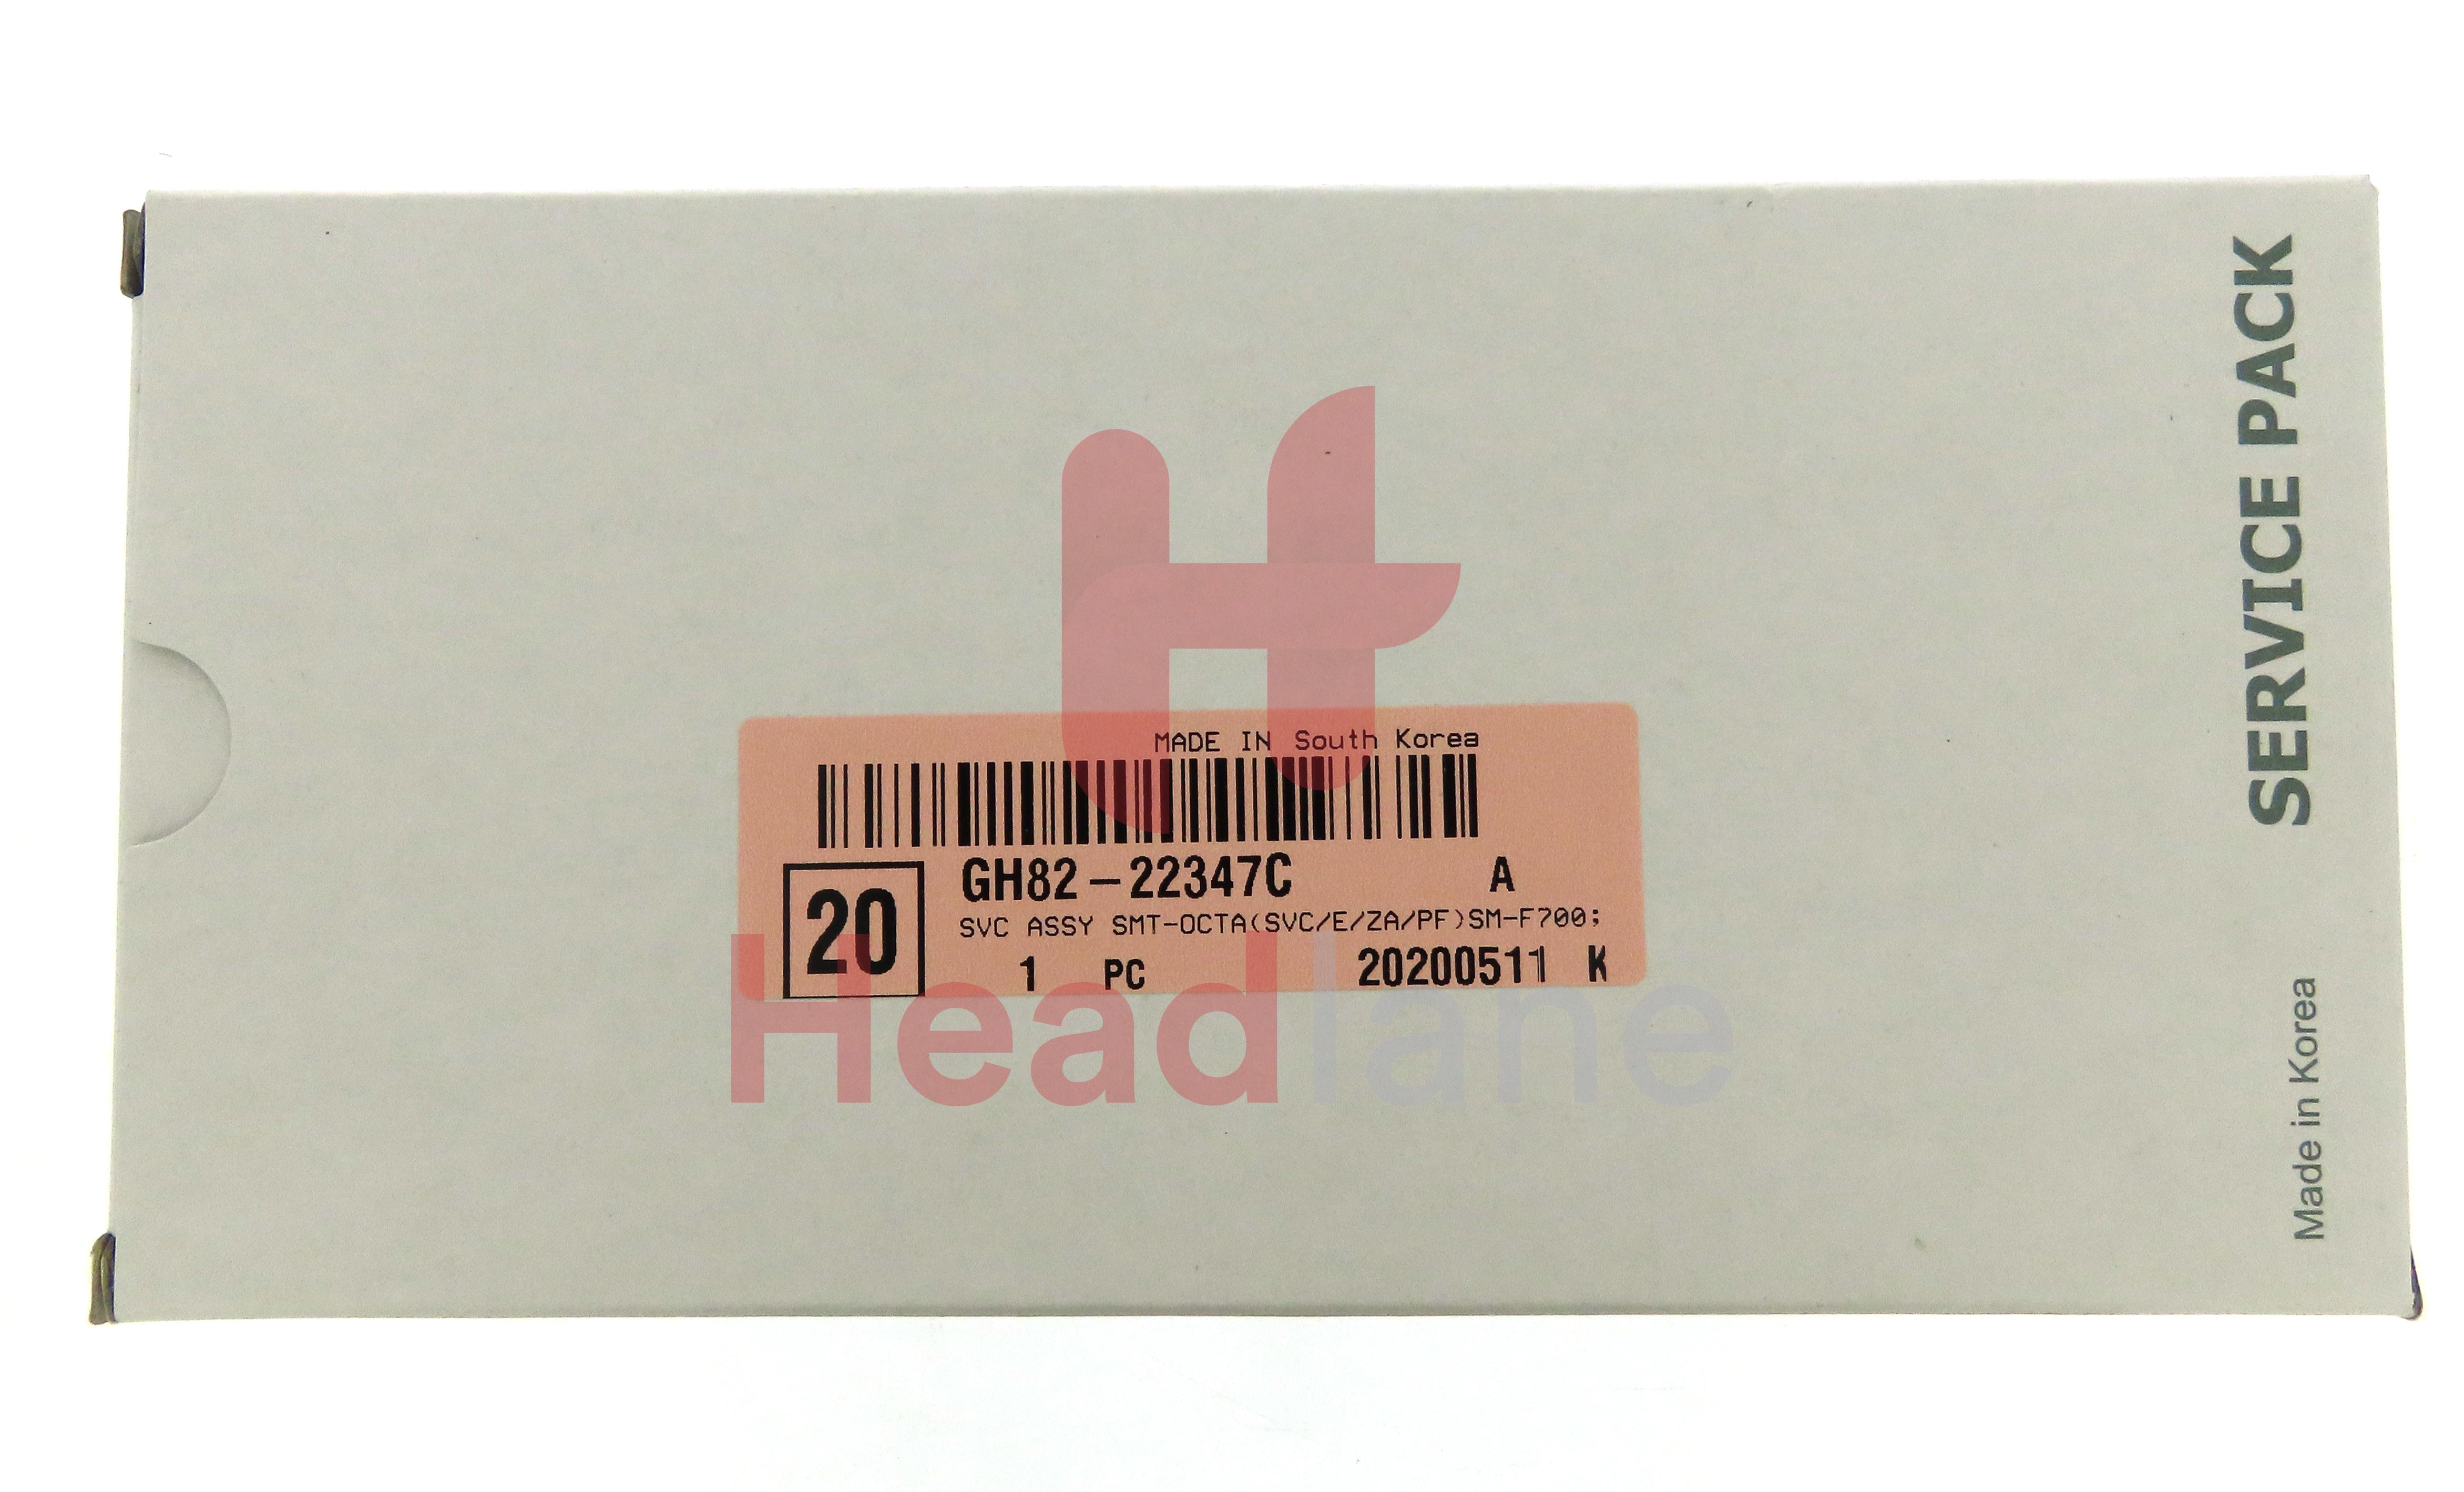 MADE IN South Korea
GH82-22347C A
20
SVC ASSY SMT-OCTA(SVC/E/ZA/PF)SM-F700;
1 PC 20200511 K
Headlane
SERVICE PACK
Made in Korea